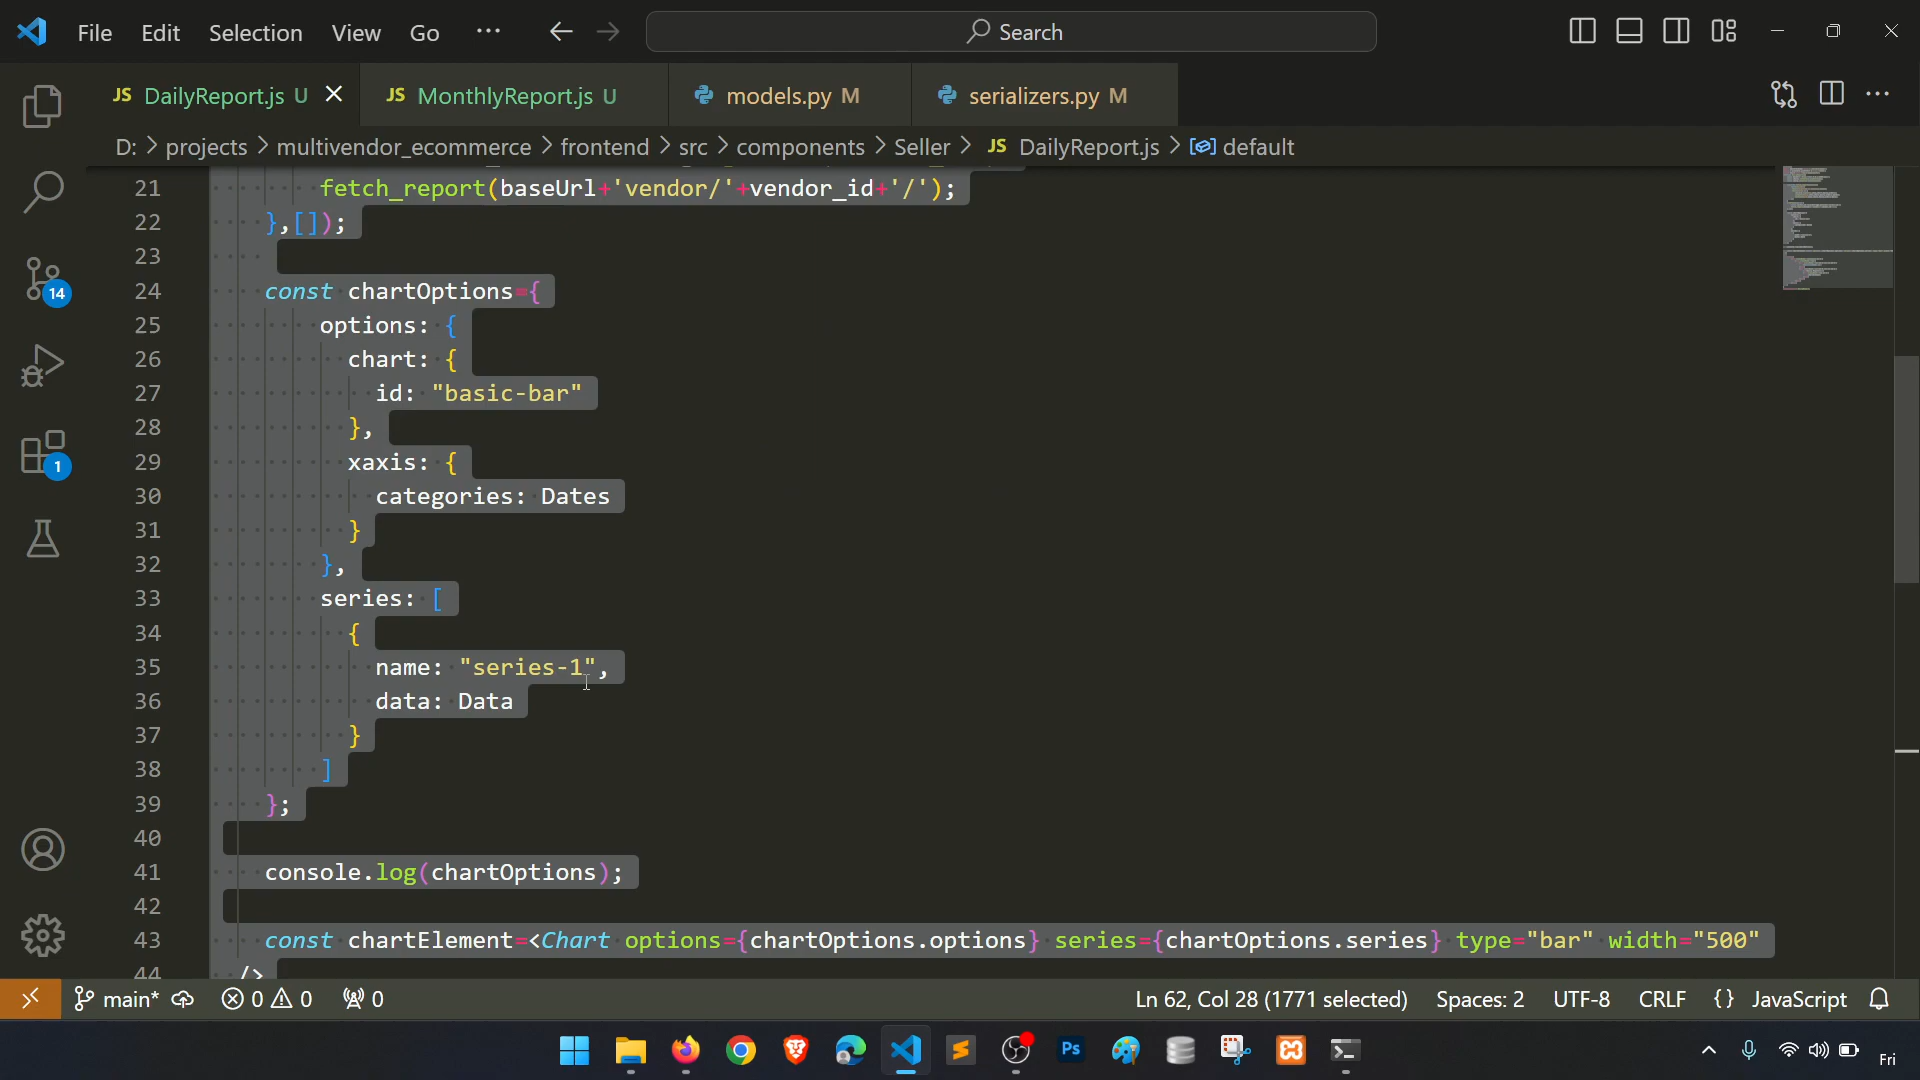 File Edit Selection View Go ··· Search
JS DailyReport.js U JS MonthlyReport.js U models.py M serializers.py M
D: > projects > multivendor_ecommerce > frontend > src > components > Seller > JS DailyReport.js > default
21 fetch_report(baseUrl+'vendor/'+vendor_id+'/');
22 },[]);
23
24 const chartOptions={
25 options: {
26 chart: {
27 id: "basic-bar"
28 },
29 xaxis: {
30 categories: Dates
31 }
32 },
33 series: [
34 {
35 name: "series-1",
36 data: Data
37 }
38 ]
39 };
40
41 console.log(chartOptions);
42
43 const chartElement=<Chart options={chartOptions.options} series={chartOptions.series} type="bar" width="500"
44 />
14
1
main* 0 0 0 Ln 62, Col 28 (1771 selected) Spaces: 2 UTF-8 CRLF {} JavaScript
Ps
Fri